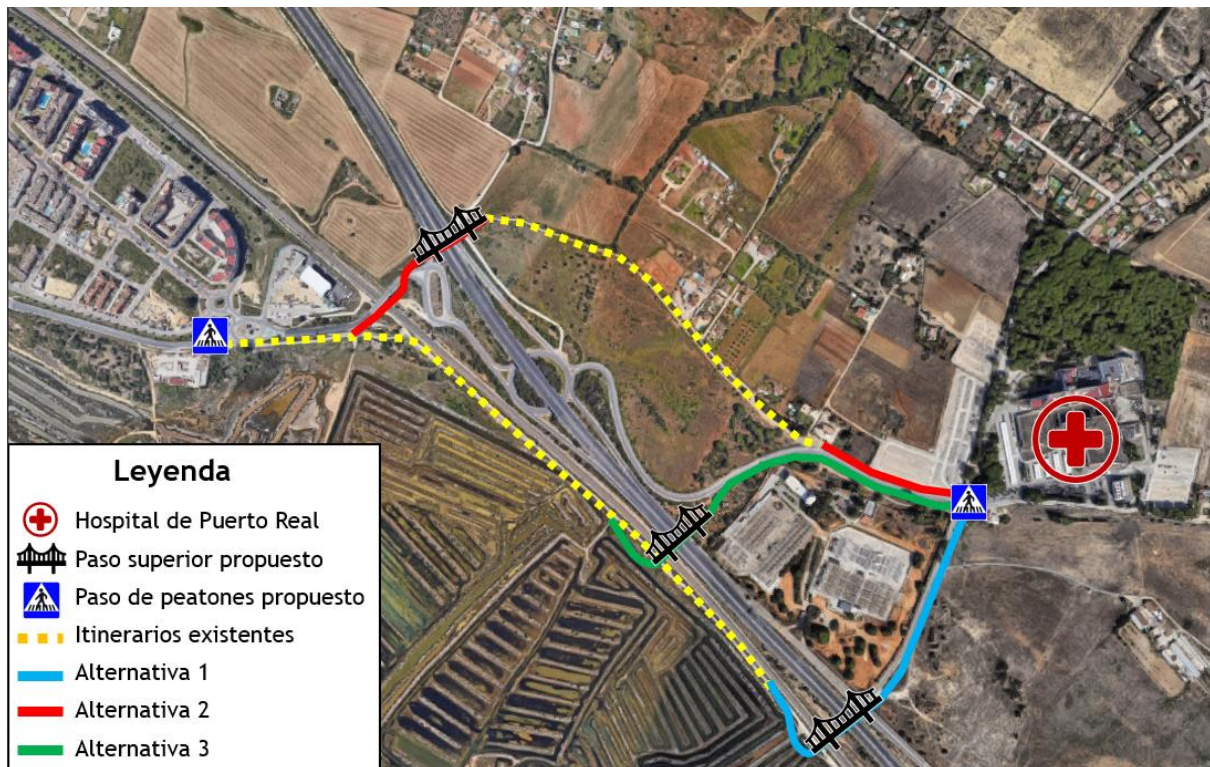 Leyenda
Hospital de Puerto Real
Paso superior propuesto
Paso de peatones propuesto
Itinerarios existentes
Alternativa 1
Alternativa 2
Alternativa 3